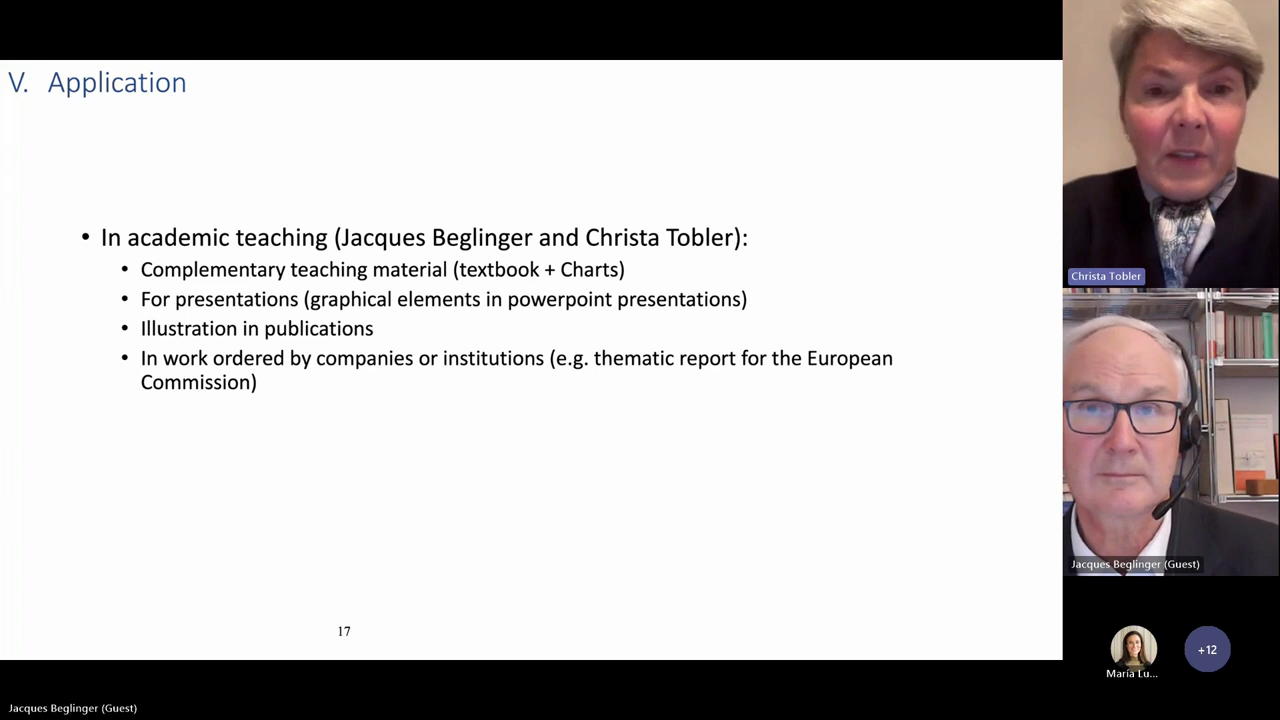 V. Application
• In academic teaching (Jacques Beglinger and Christa Tobler):
• Complementary teaching material (textbook + Charts)
• For presentations (graphical elements in powerpoint presentations)
• Illustration in publications
• In work ordered by companies or institutions (e.g. thematic report for the European
Commission)
17
Christa Tobler
Jacques Beglinger (Guest)
María Lu...
+12
Jacques Beglinger (Guest)